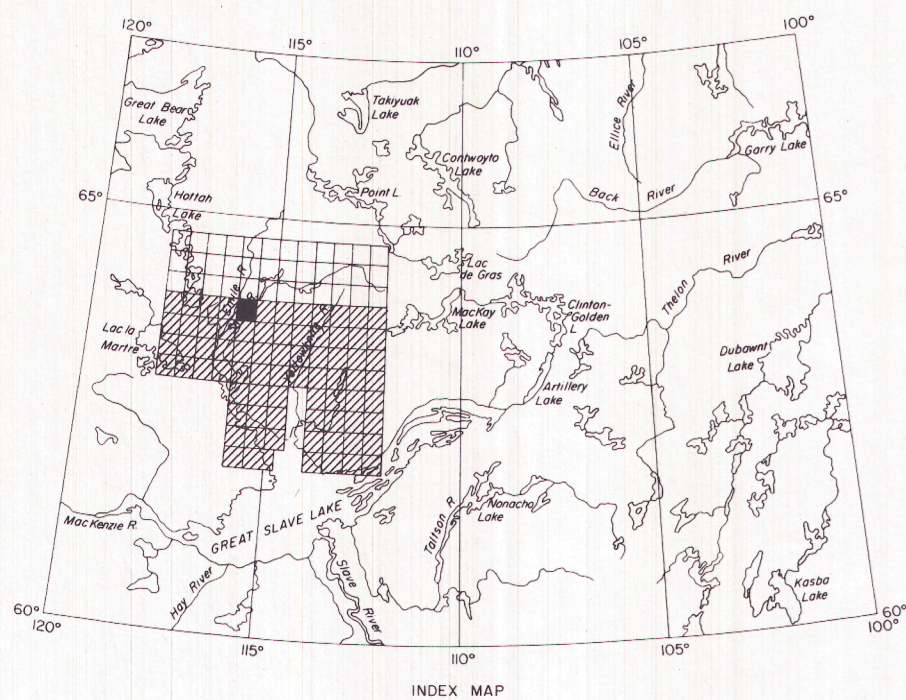 120°
115°
110°
105°
100°
Great Bear
Lake
Takiyuak
Lake
Ellice River
Garry Lake
Contwoyto
Lake
Point L.
Back River
65°
65°
Hottah
Lake
Lac
de Gras
Thelon River
MacKay
Lake
Clinton-
Golden
L
Lac la
Martre
Dubawnt
Lake
Artillery
Lake
MacKenzie R.
GREAT SLAVE LAKE
Taltson R.
Nonacho
Lake
Hay River
Slave River
Kasba
Lake
60°
120°
60°
100°
115°
110°
105°
INDEX MAP